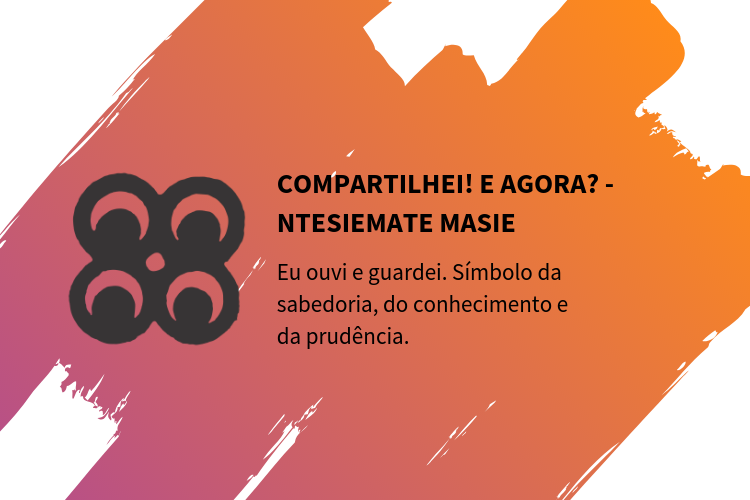 COMPARTILHEI! E AGORA? -
NTESIEMATE MASIE
Eu ouvi e guardei. Símbolo da
sabedoria, do conhecimento e
da prudência.